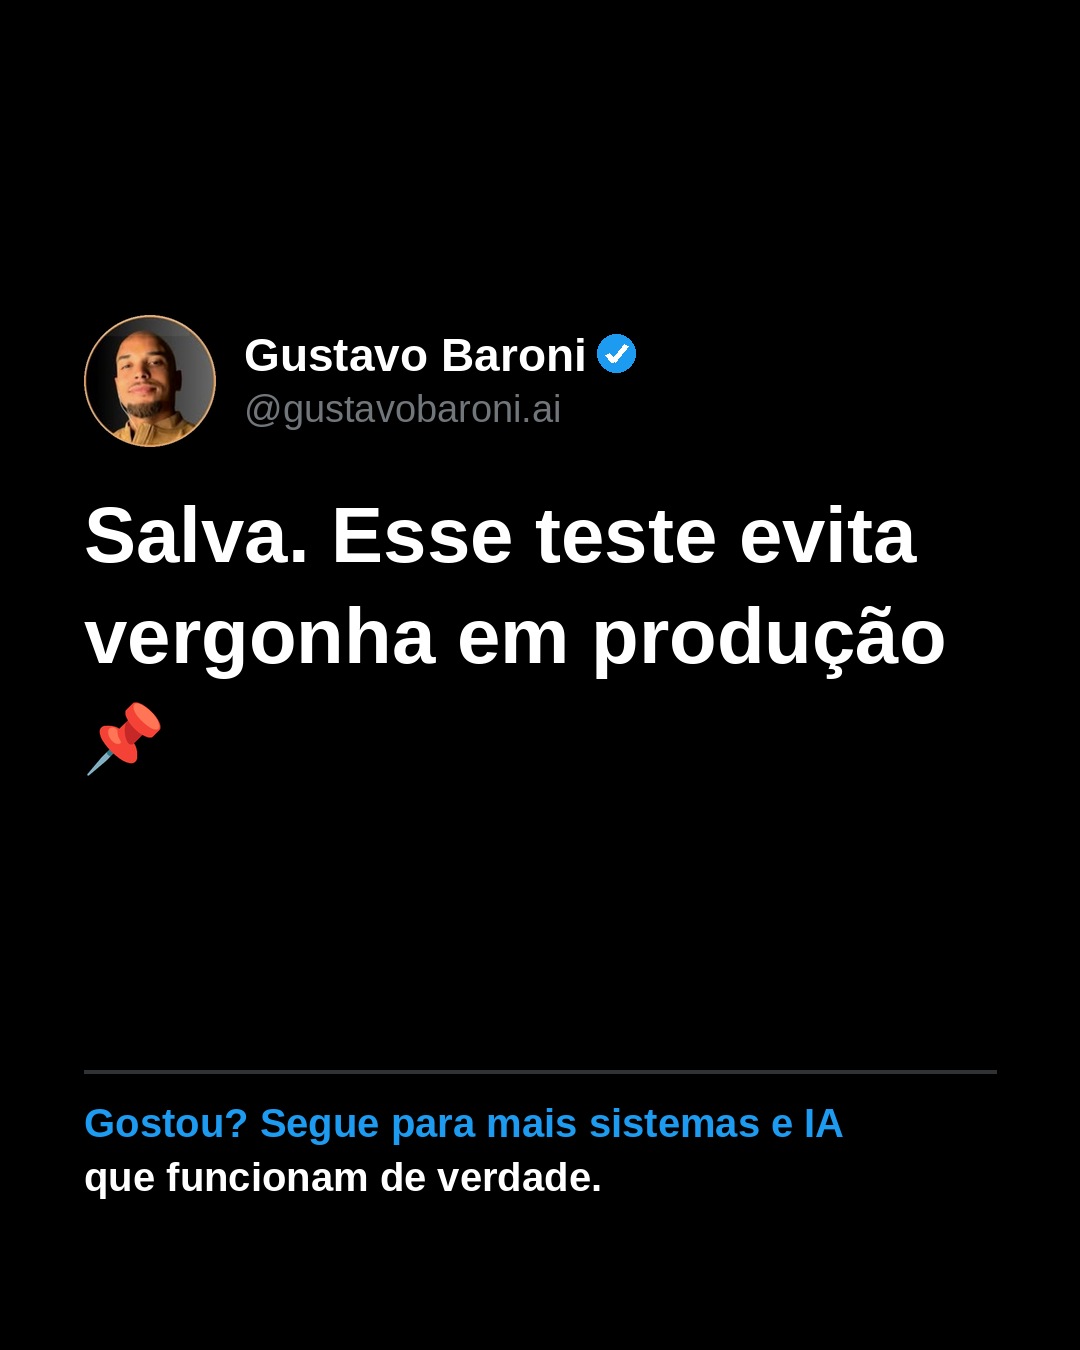 Gustavo Baroni
@gustavobaroni.ai
Salva. Esse teste evita
vergonha em produção
📌
Gostou? Segue para mais sistemas e IA
que funcionam de verdade.